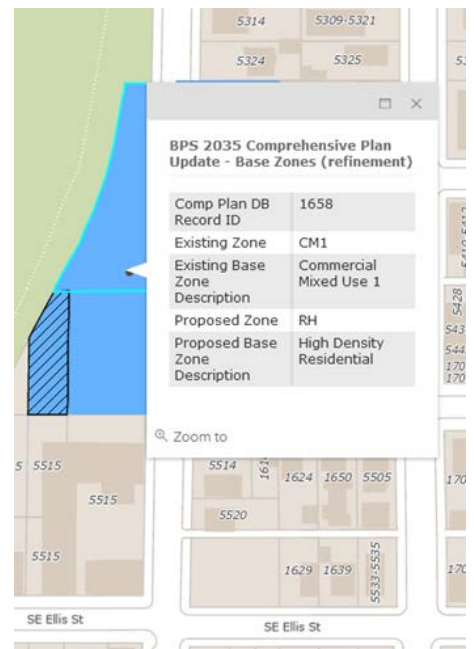 5314
5309-5321
5324
5325
BPS 2035 Comprehensive Plan
Update - Base Zones (refinement)
Comp Plan DB
Record ID
1658
Existing Zone
CM1
Existing Base
Zone
Description
Commercial
Mixed Use 1
Proposed Zone
RH
Proposed Base
Zone
Description
High Density
Residential
Zoom to
5428
5515
5515
5515
5514
1624
1650
5505
5520
1629
1639
5533-5535
SE Ellis St
SE Ellis St